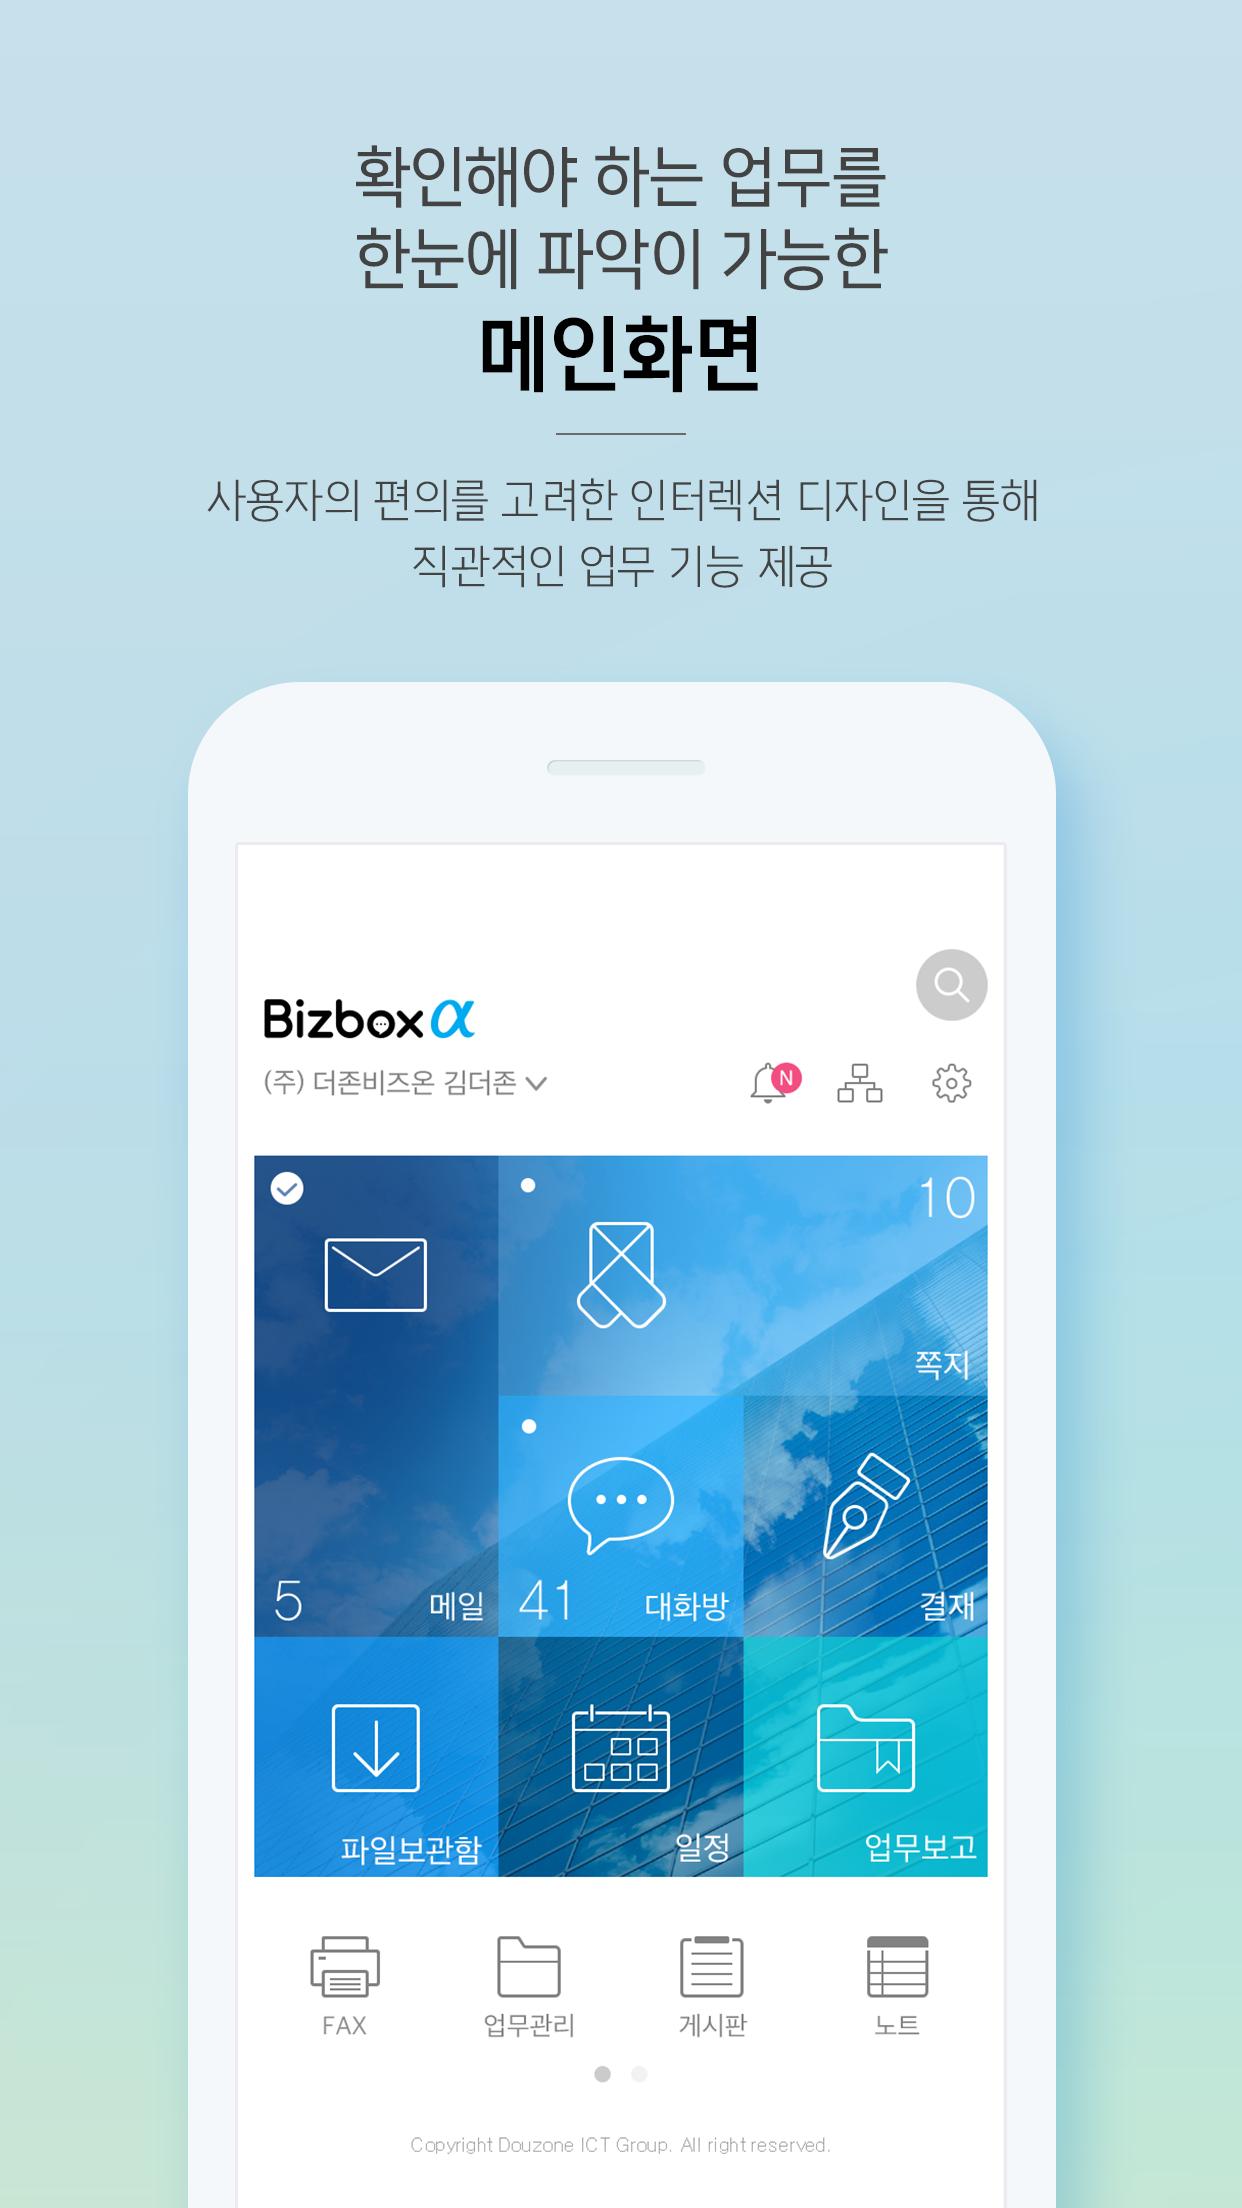 확인해야 하는 업무를
한눈에 파악이 가능한
메인화면
사용자의 편의를 고려한 인터렉션 디자인을 통해
직관적인 업무 기능 제공
Bizbox α
(주) 더존비즈온 김더존
N
10
쪽지
5 메일
41 대화방
결재
파일보관함
일정
업무보고
FAX
업무관리
게시판
노트
Copyright Douzone ICT Group. All right reserved.